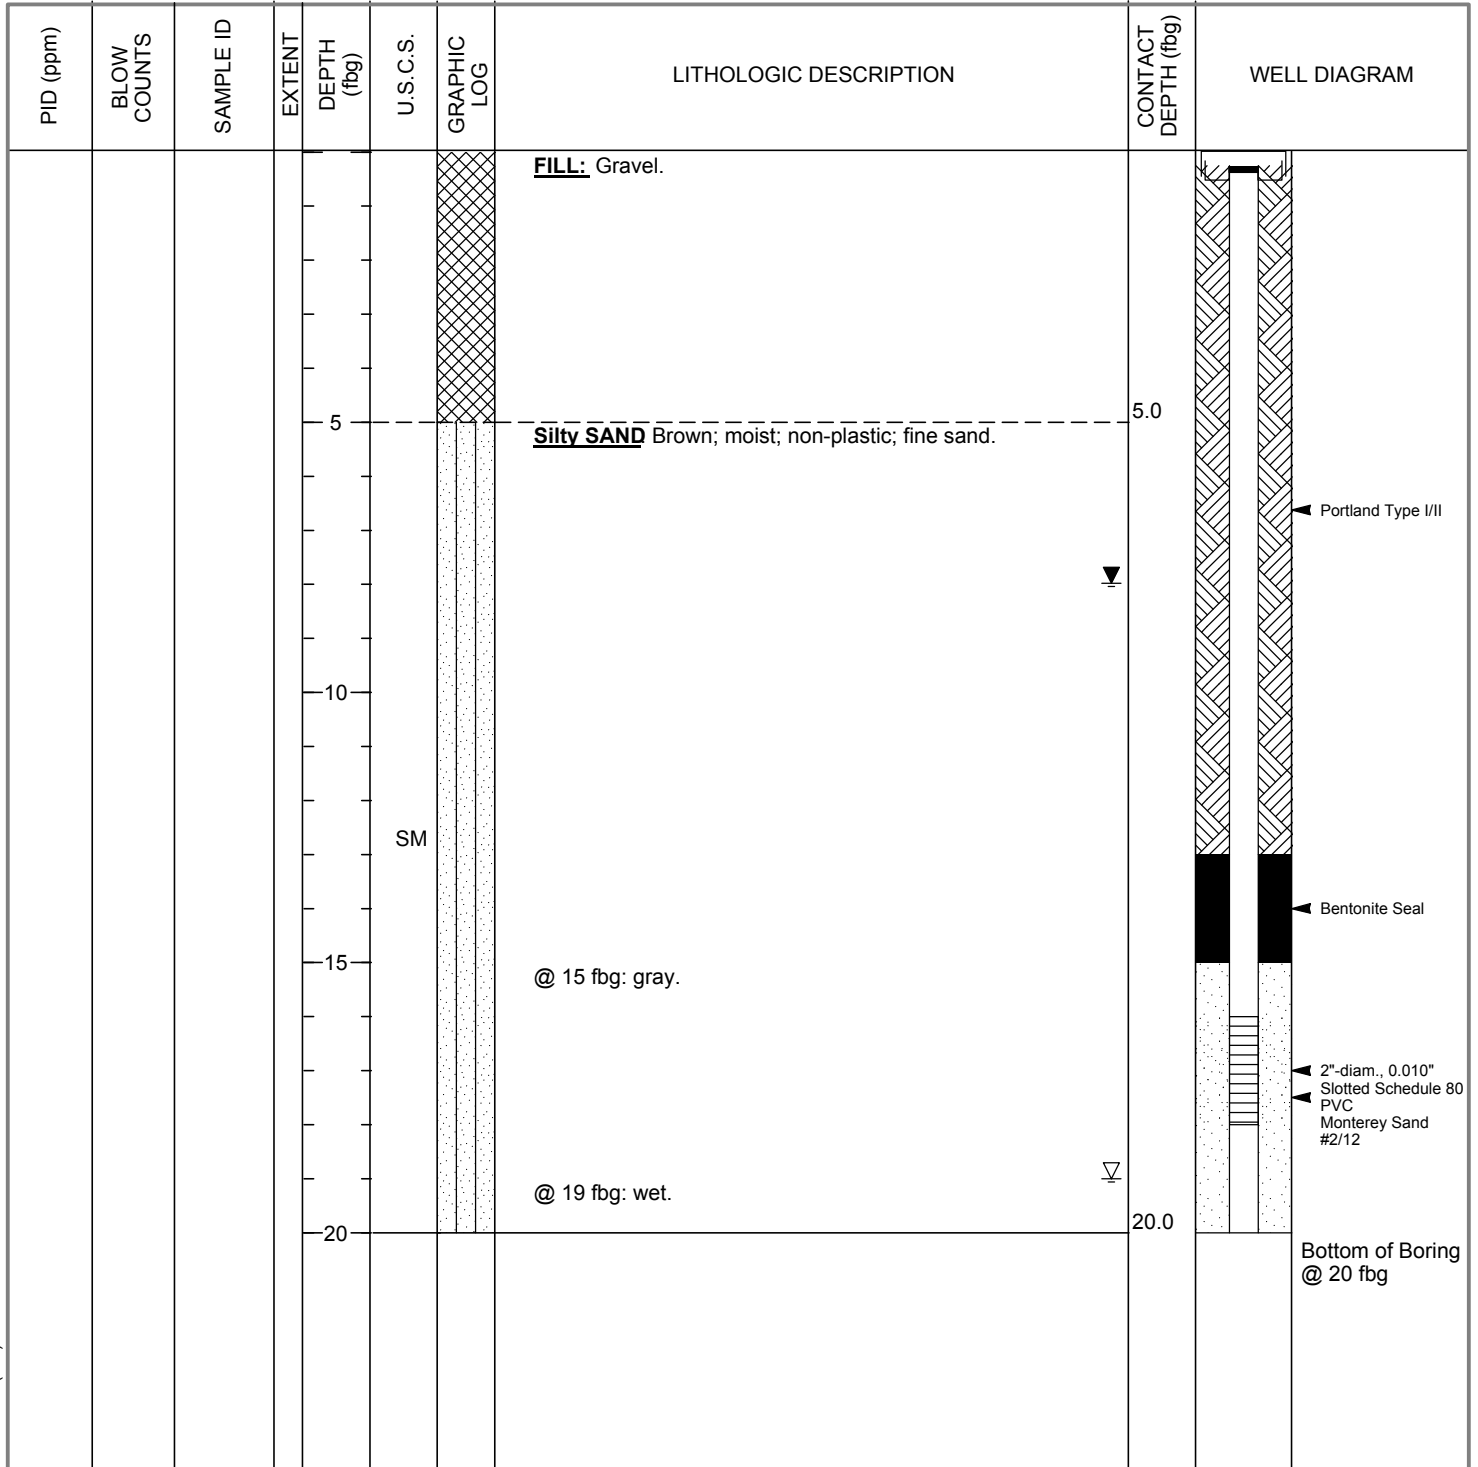 PID (ppm)
BLOW
COUNTS
SAMPLE ID
EXTENT
DEPTH
(fbg)
U.S.C.S.
GRAPHIC
LOG
LITHOLOGIC DESCRIPTION
CONTACT
DEPTH (fbg)
WELL DIAGRAM
FILL: Gravel.
5
5.0
Silty SAND Brown; moist; non-plastic; fine sand.
Portland Type I/II
10
SM
Bentonite Seal
15
@ 15 fbg: gray.
2"-diam., 0.010"
Slotted Schedule 80
PVC
Monterey Sand
#2/12
@ 19 fbg: wet.
20
20.0
Bottom of Boring
@ 20 fbg